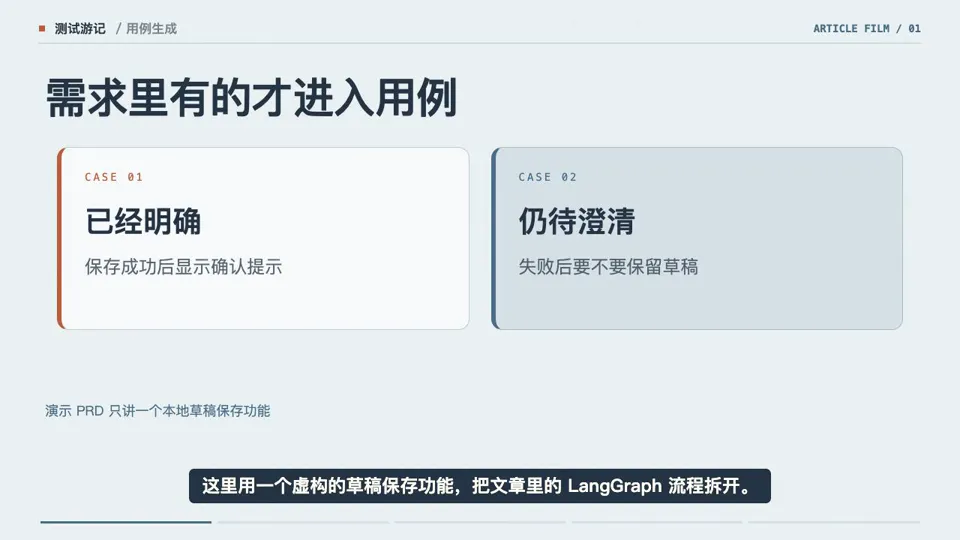 测试游记 / 用例生成
ARTICLE FILM / 01
需求里有的才进入用例
CASE 01
已经明确
保存成功后显示确认提示
CASE 02
仍待澄清
失败后要不要保留草稿
演示 PRD 只讲一个本地草稿保存功能
这里用一个虚构的草稿保存功能，把文章里的 LangGraph 流程拆开。